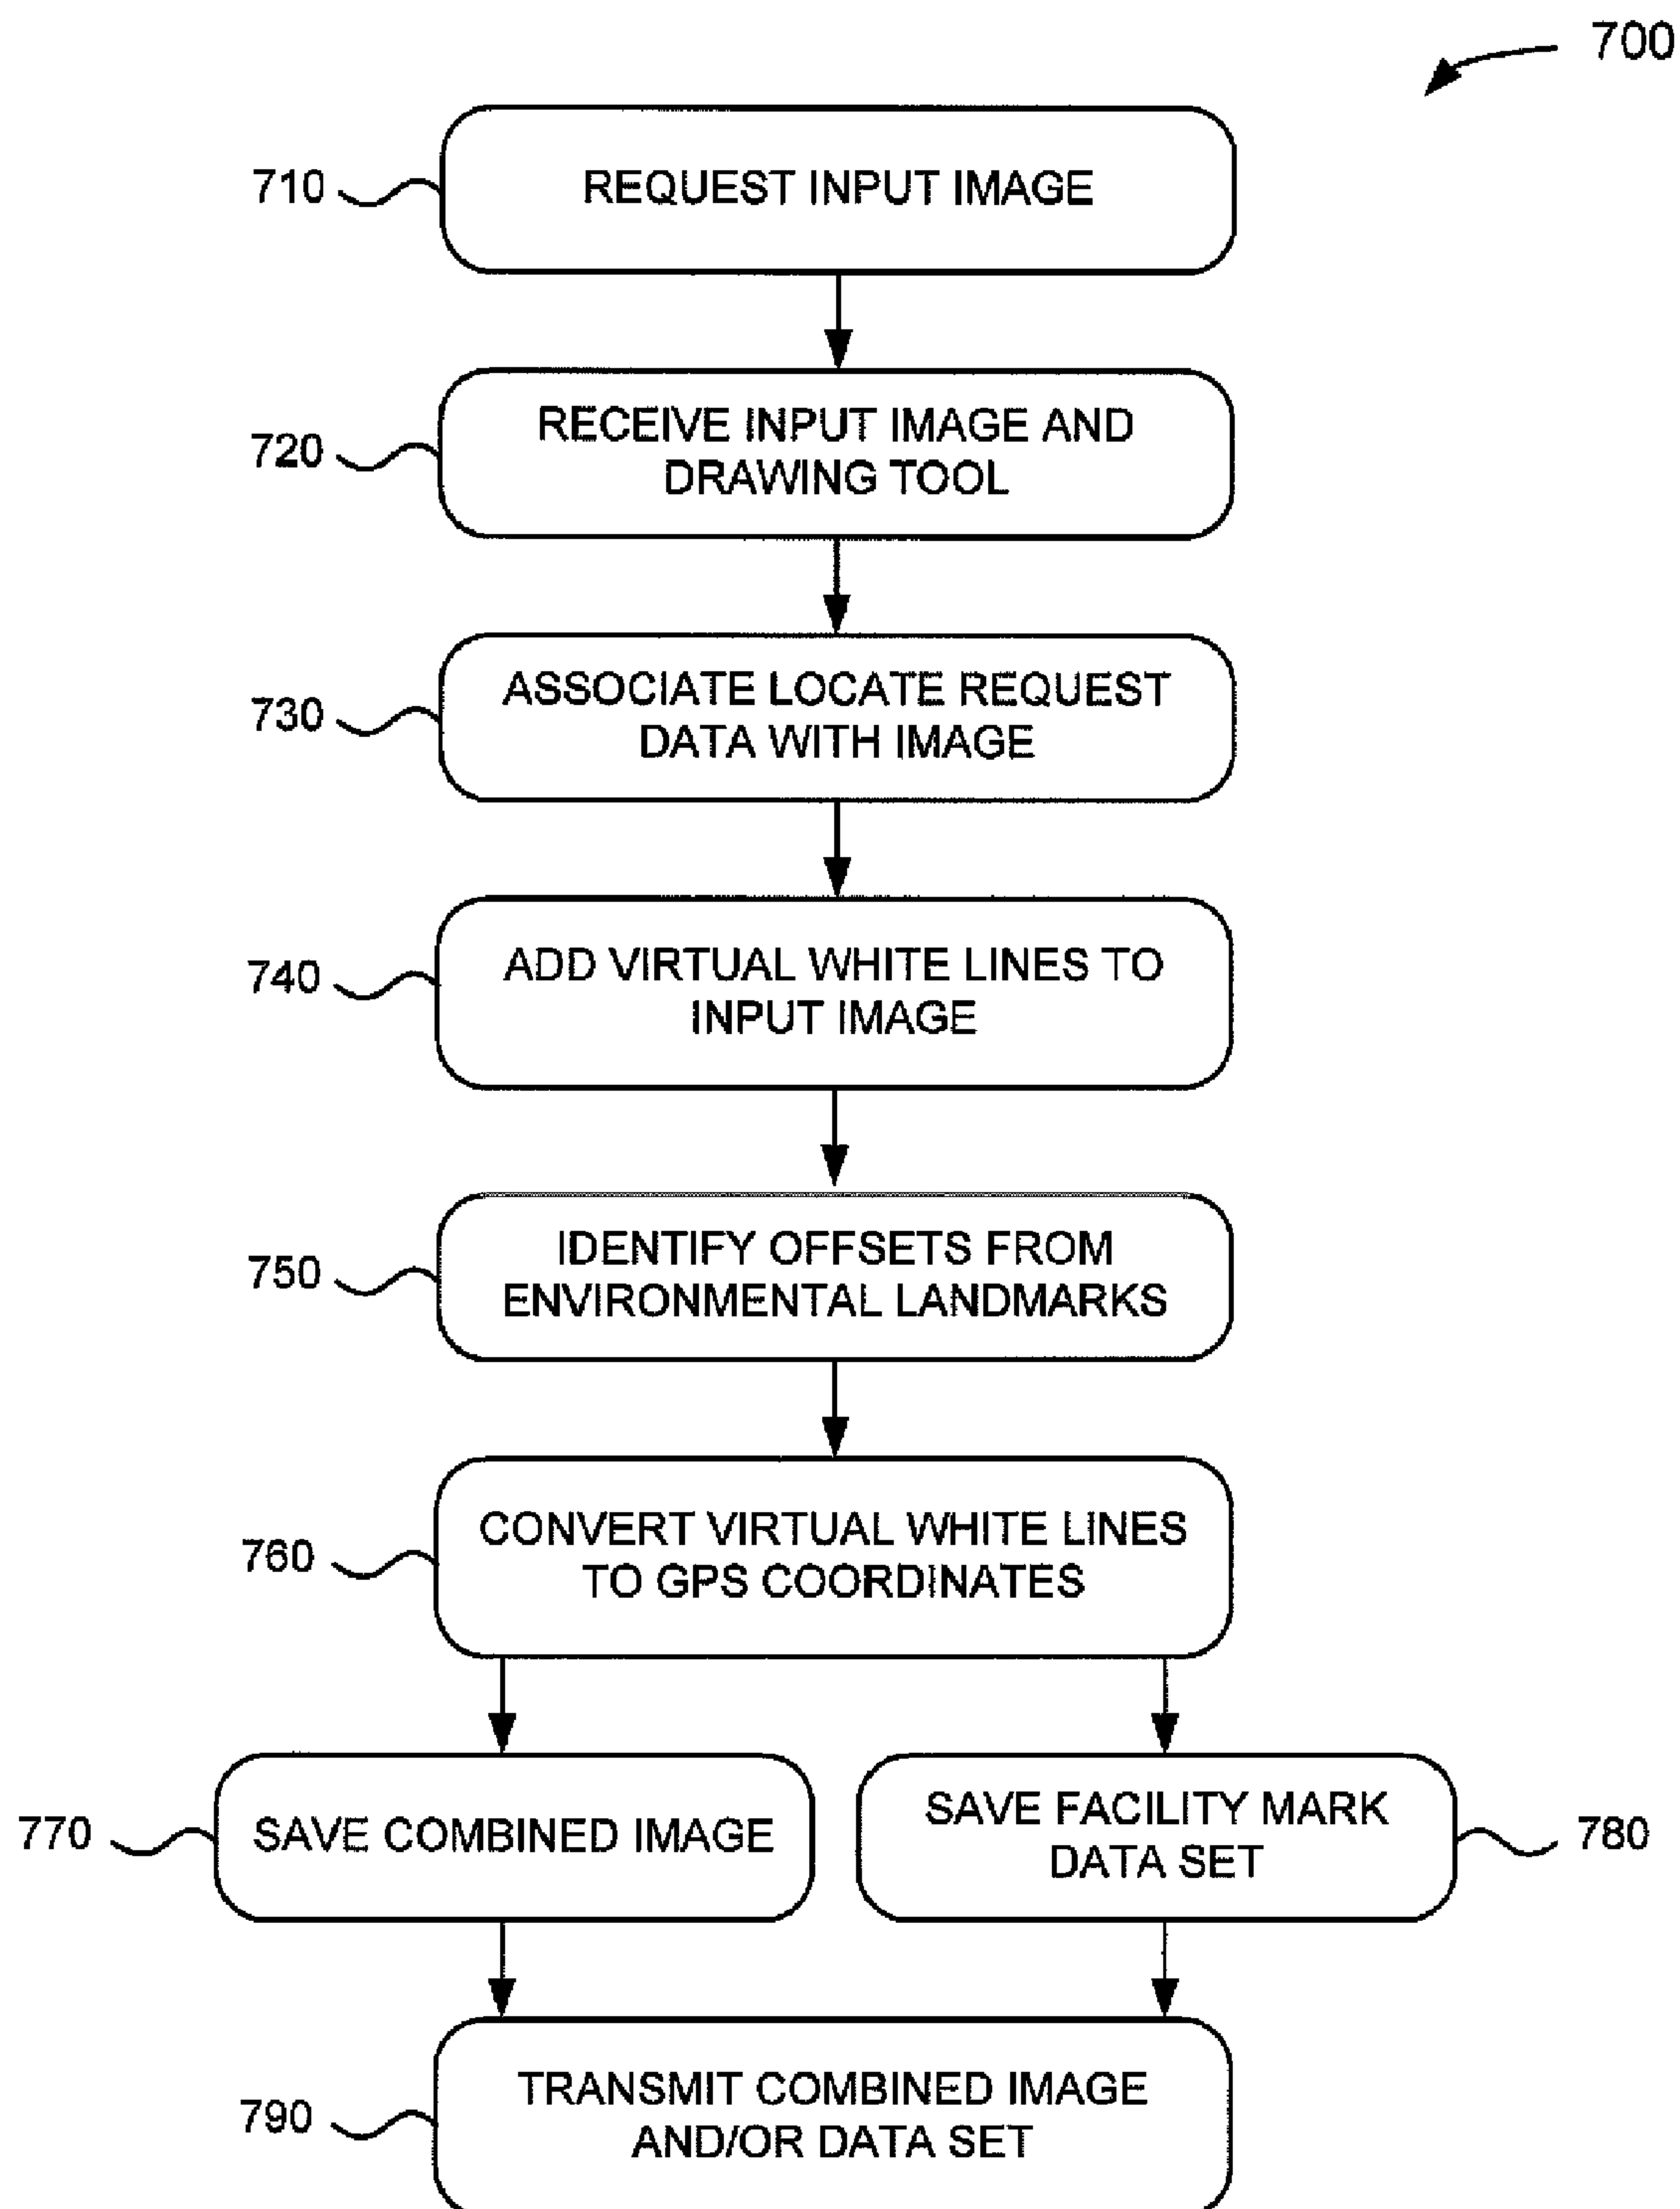 700
710
REQUEST INPUT IMAGE
720
RECEIVE INPUT IMAGE AND
DRAWING TOOL
730
ASSOCIATE LOCATE REQUEST
DATA WITH IMAGE
740
ADD VIRTUAL WHITE LINES TO
INPUT IMAGE
750
IDENTIFY OFFSETS FROM
ENVIRONMENTAL LANDMARKS
760
CONVERT VIRTUAL WHITE LINES
TO GPS COORDINATES
770
SAVE COMBINED IMAGE
SAVE FACILITY MARK
DATA SET
780
790
TRANSMIT COMBINED IMAGE
AND/OR DATA SET